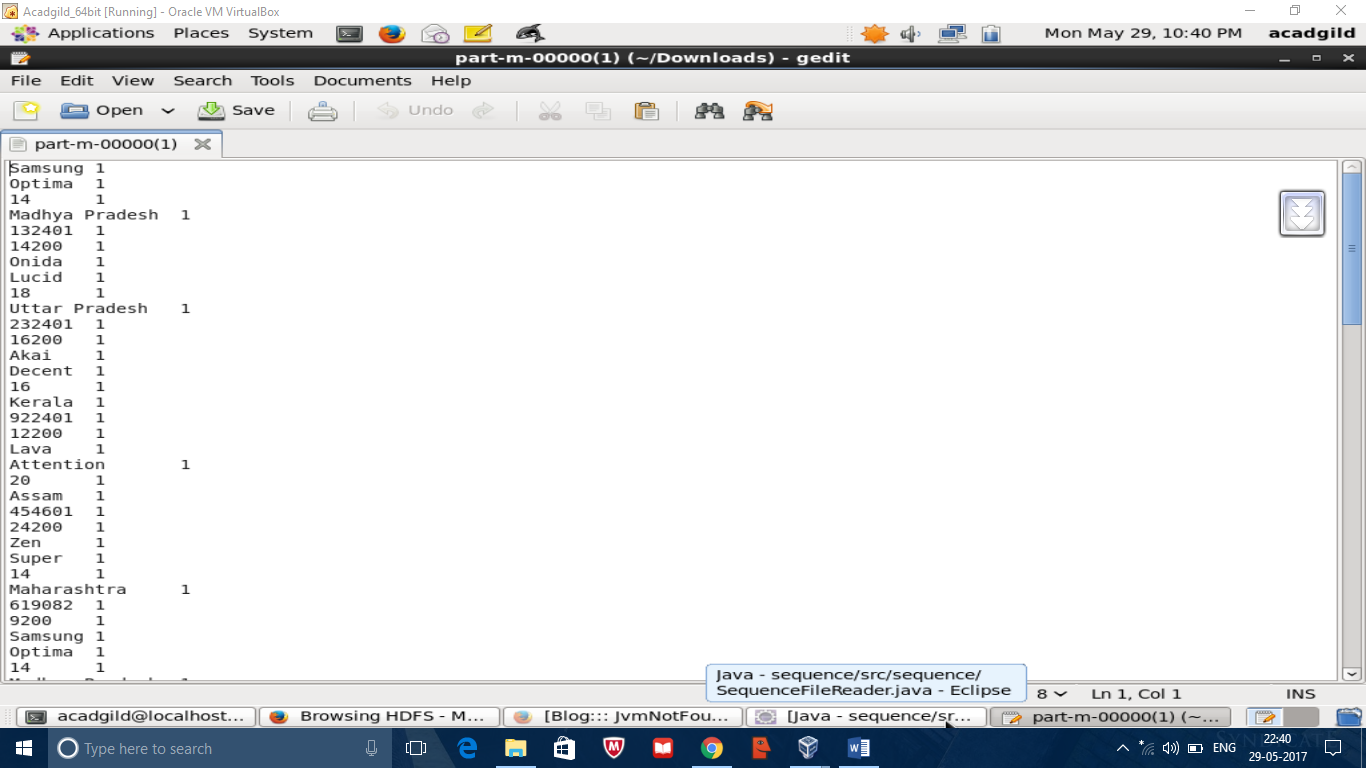 Acadgild_64bit [Running] - Oracle VM VirtualBox
Applications Places System Mon May 29, 10:40 PM acadgild
part-m-00000(1) (~/Downloads) - gedit
File Edit View Search Tools Documents Help
Open Save Undo
part-m-00000(1)
Samsung 1
Optima 1
14 1
Madhya Pradesh 1
132401 1
14200 1
Onida 1
Lucid 1
18 1
Uttar Pradesh 1
232401 1
16200 1
Akai 1
Decent 1
16 1
Kerala 1
922401 1
12200 1
Lava 1
Attention 1
20 1
Assam 1
454601 1
24200 1
Zen 1
Super 1
14 1
Maharashtra 1
619082 1
9200 1
Samsung 1
Optima 1
14 1
Java - sequence/src/sequence/
SequenceFileReader.java - Eclipse
8 Ln 1, Col 1 INS
acadgild@localhost... Browsing HDFS - M... [Blog::: JvmNotFou... [Java - sequence/sr... part-m-00000(1) (~...
Type here to search
ENG
22:40
29-05-2017